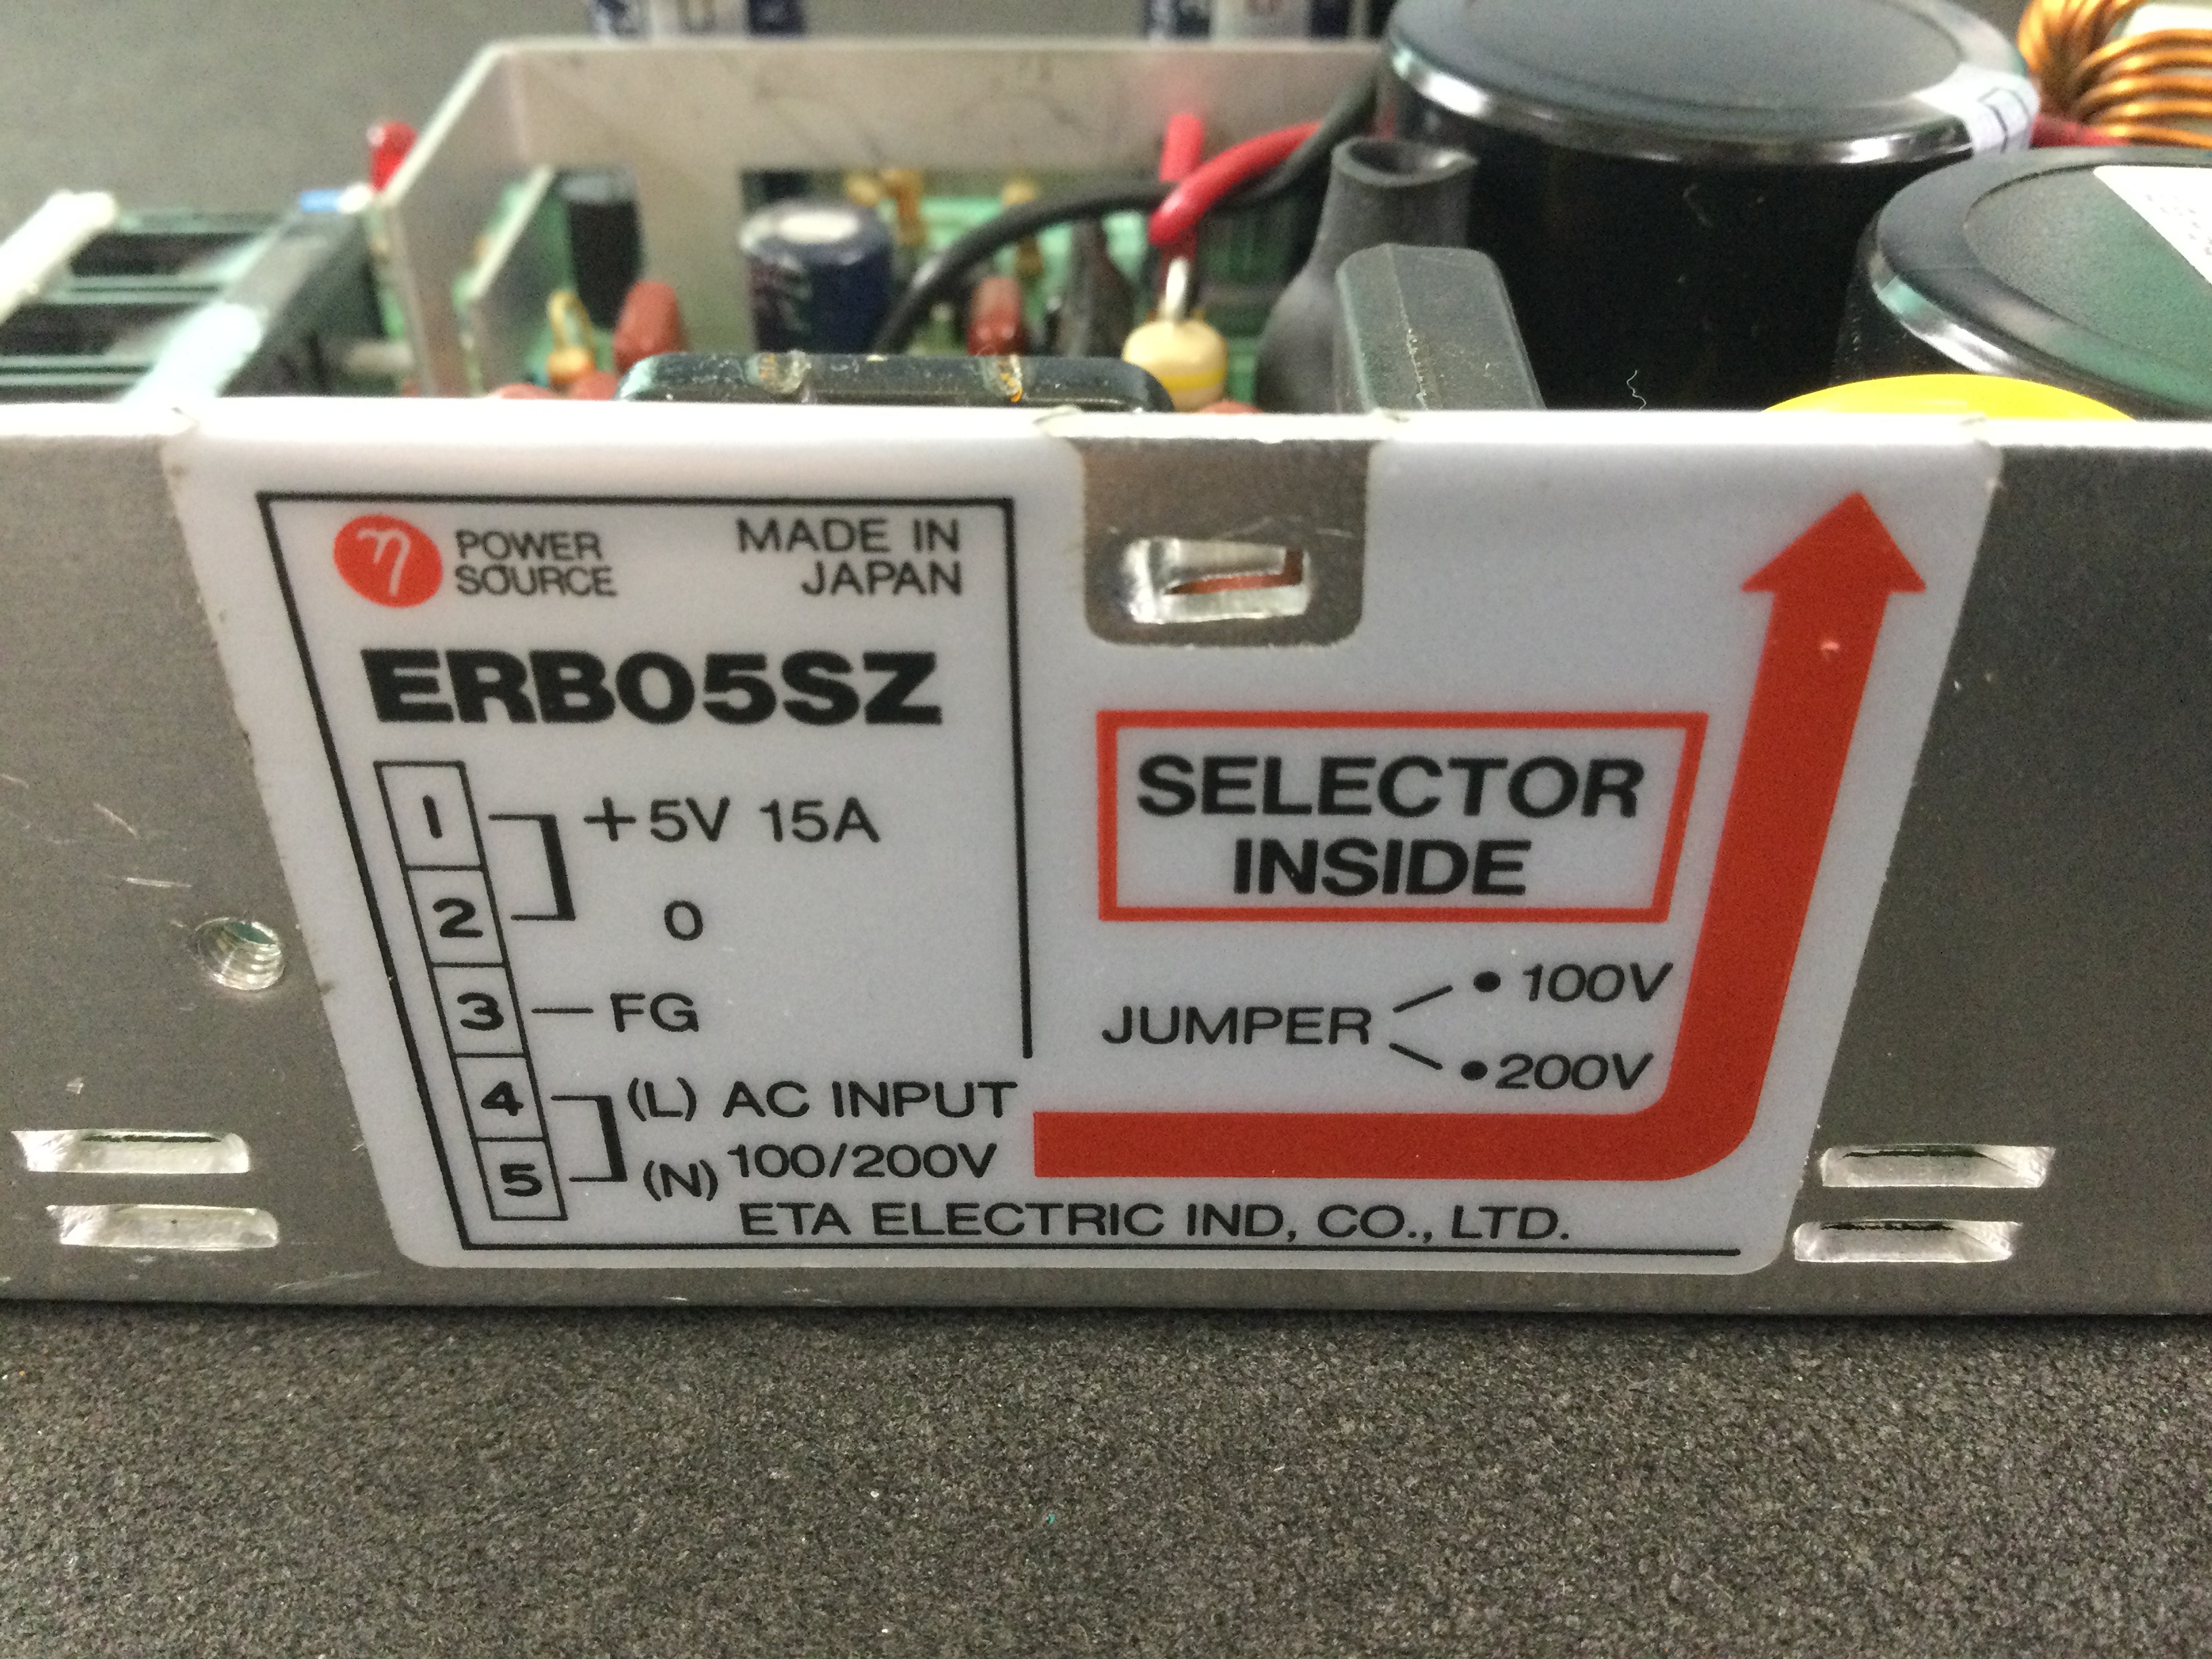 η POWER SOURCE
MADE IN JAPAN
ERB05SZ
1 +5V 15A
2 0
3 FG
4 (L) AC INPUT
5 (N) 100/200V
SELECTOR
INSIDE
JUMPER
• 100V
• 200V
ETA ELECTRIC IND, CO., LTD.